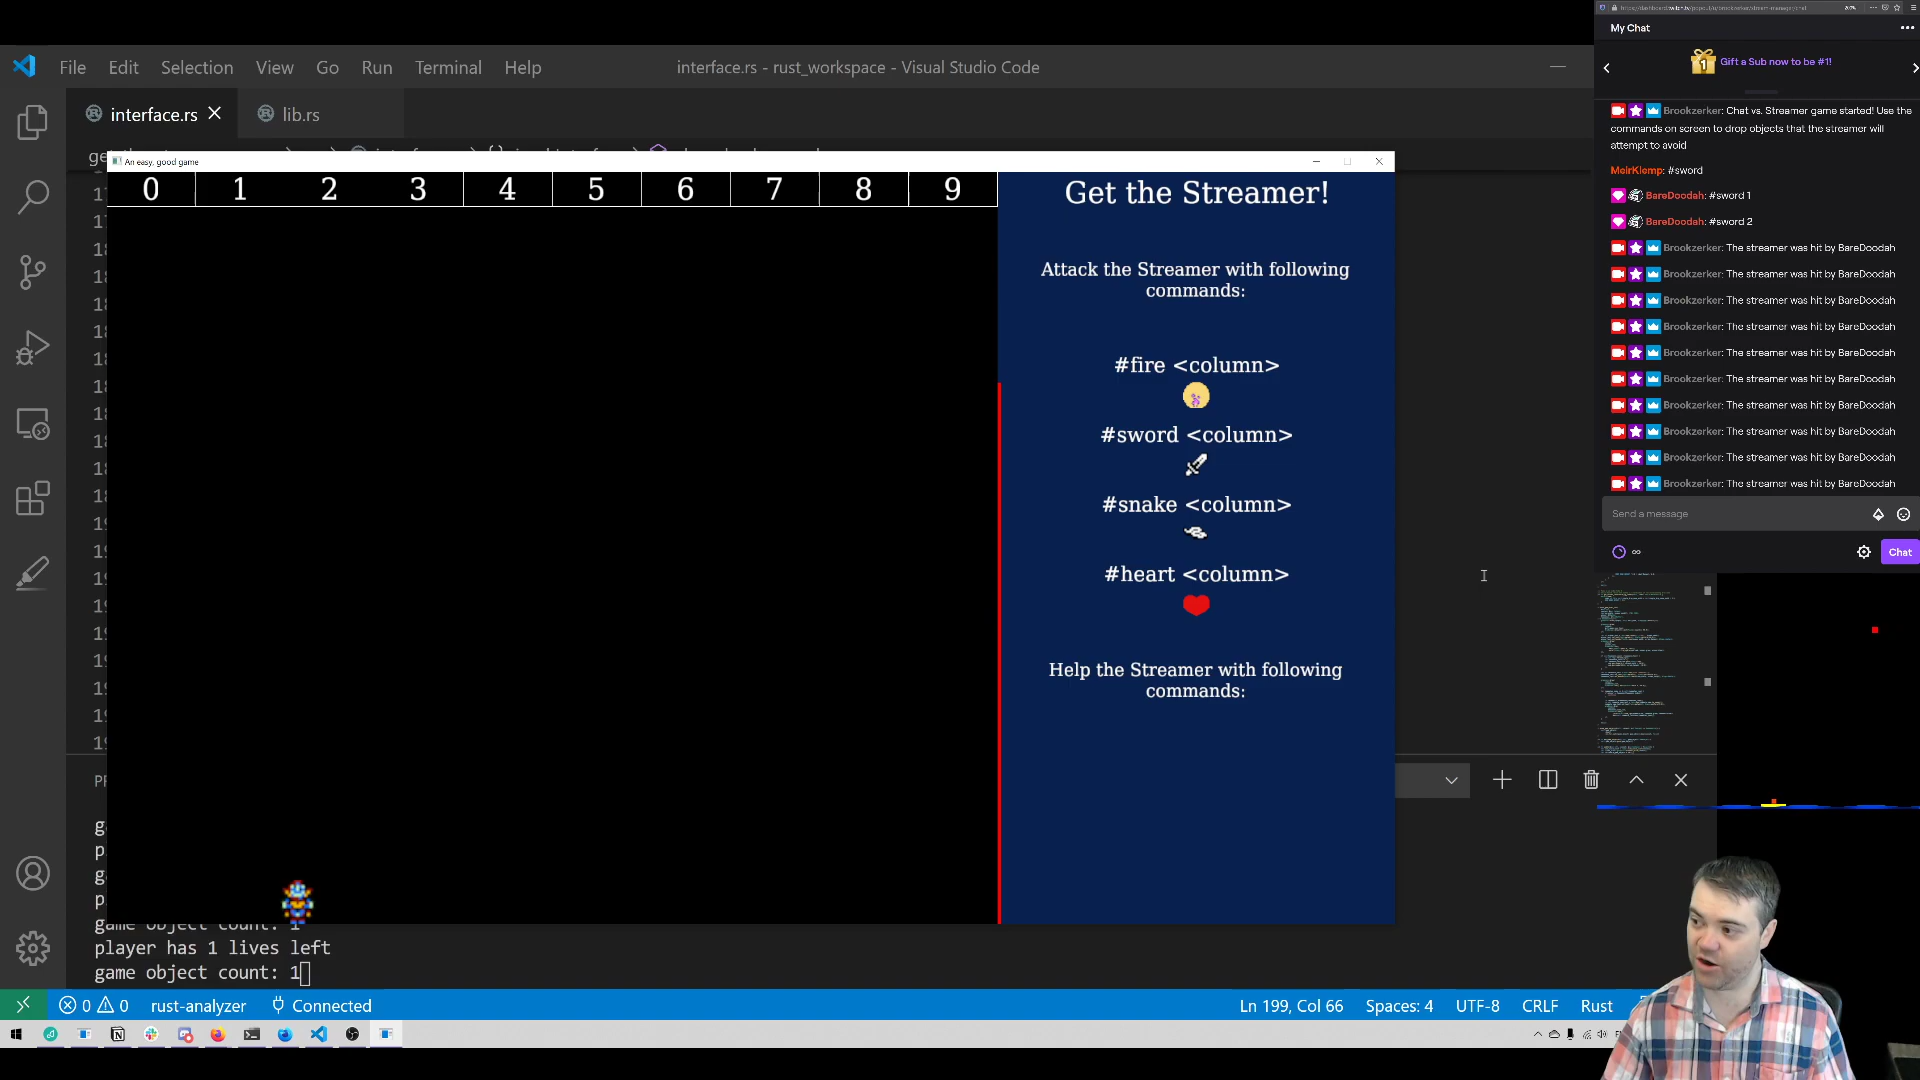 File Edit Selection View Go Run Terminal Help
interface.rs - rust_workspace - Visual Studio Code
interface.rs
lib.rs
An easy, good game
0 1 2 3 4 5 6 7 8 9
Get the Streamer!
Attack the Streamer with following
commands:
#fire <column>
#sword <column>
#snake <column>
#heart <column>
Help the Streamer with following
commands:
player has 1 lives left
game object count: 1
0 0 rust-analyzer Connected
Ln 199, Col 66 Spaces: 4 UTF-8 CRLF Rust
My Chat
1
Gift a Sub now to be #1!
Brookzerker: Chat vs. Streamer game started! Use the
commands on screen to drop objects that the streamer will
attempt to avoid
MeirKlemp: #sword
BareDoodah: #sword 1
BareDoodah: #sword 2
Brookzerker: The streamer was hit by BareDoodah
Brookzerker: The streamer was hit by BareDoodah
Brookzerker: The streamer was hit by BareDoodah
Brookzerker: The streamer was hit by BareDoodah
Brookzerker: The streamer was hit by BareDoodah
Brookzerker: The streamer was hit by BareDoodah
Brookzerker: The streamer was hit by BareDoodah
Brookzerker: The streamer was hit by BareDoodah
Brookzerker: The streamer was hit by BareDoodah
Brookzerker: The streamer was hit by BareDoodah
Send a message
∞
Chat